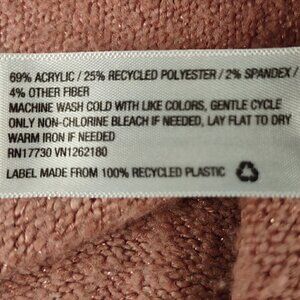 69% ACRYLIC / 25% RECYCLED POLYESTER / 2% SPANDEX /
4% OTHER FIBER
MACHINE WASH COLD WITH LIKE COLORS, GENTLE CYCLE
ONLY NON-CHLORINE BLEACH IF NEEDED, LAY FLAT TO DRY
WARM IRON IF NEEDED
RN17730 VN1262180
LABEL MADE FROM 100% RECYCLED PLASTIC